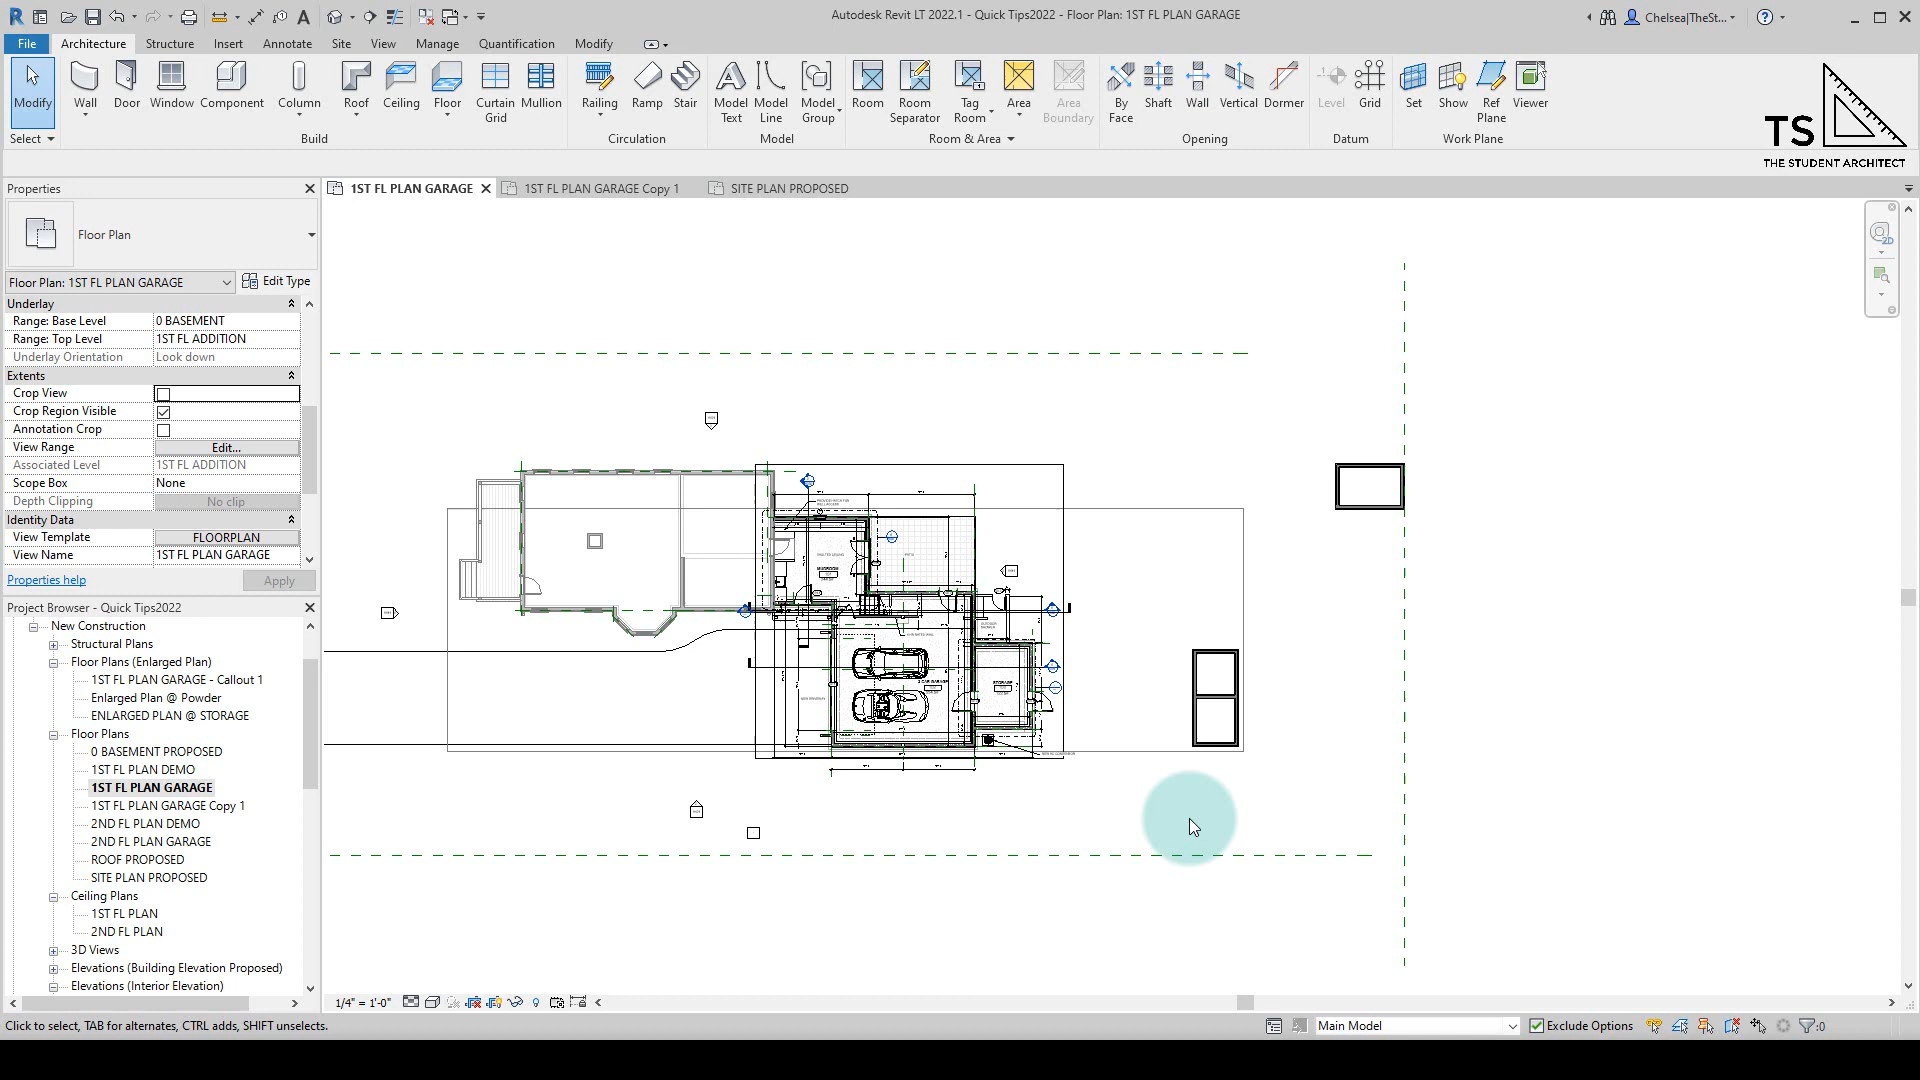 Autodesk Revit LT 2022.1 - Quick Tips2022 - Floor Plan: 1ST FL PLAN GARAGE
Chelsea|TheSt...
File Architecture Structure Insert Annotate Site View Manage Quantification Modify
Modify Wall Door Window Component Column Roof Ceiling Floor Curtain Grid Mullion Railing Ramp Stair Model Text Model Line Model Group Room Room Separator Tag Room Area Area Boundary By Face Shaft Wall Vertical Dormer Level Grid Set Show Ref Plane Viewer
Select Build Circulation Model Room & Area Opening Datum Work Plane
TS
THE STUDENT ARCHITECT
Properties
1ST FL PLAN GARAGE
1ST FL PLAN GARAGE Copy 1
SITE PLAN PROPOSED
Floor Plan
Floor Plan: 1ST FL PLAN GARAGE
Edit Type
Underlay
Range: Base Level 0 BASEMENT
Range: Top Level 1ST FL ADDITION
Underlay Orientation Look down
Extents
Crop View
Crop Region Visible
Annotation Crop
View Range Edit...
Associated Level 1ST FL ADDITION
Scope Box None
Depth Clipping No clip
Identity Data
View Template FLOORPLAN
View Name 1ST FL PLAN GARAGE
Properties help
Apply
Project Browser - Quick Tips2022
New Construction
Structural Plans
Floor Plans (Enlarged Plan)
1ST FL PLAN GARAGE - Callout 1
Enlarged Plan @ Powder
ENLARGED PLAN @ STORAGE
Floor Plans
0 BASEMENT PROPOSED
1ST FL PLAN DEMO
1ST FL PLAN GARAGE
1ST FL PLAN GARAGE Copy 1
2ND FL PLAN DEMO
2ND FL PLAN GARAGE
ROOF PROPOSED
SITE PLAN PROPOSED
Ceiling Plans
1ST FL PLAN
2ND FL PLAN
3D Views
Elevations (Building Elevation Proposed)
Elevations (Interior Elevation)
2D
MUDROOM
PATIO
2 CAR GARAGE
STORAGE
1/4" = 1'-0"
Click to select, TAB for alternates, CTRL adds, SHIFT unselects.
Main Model
Exclude Options
:0